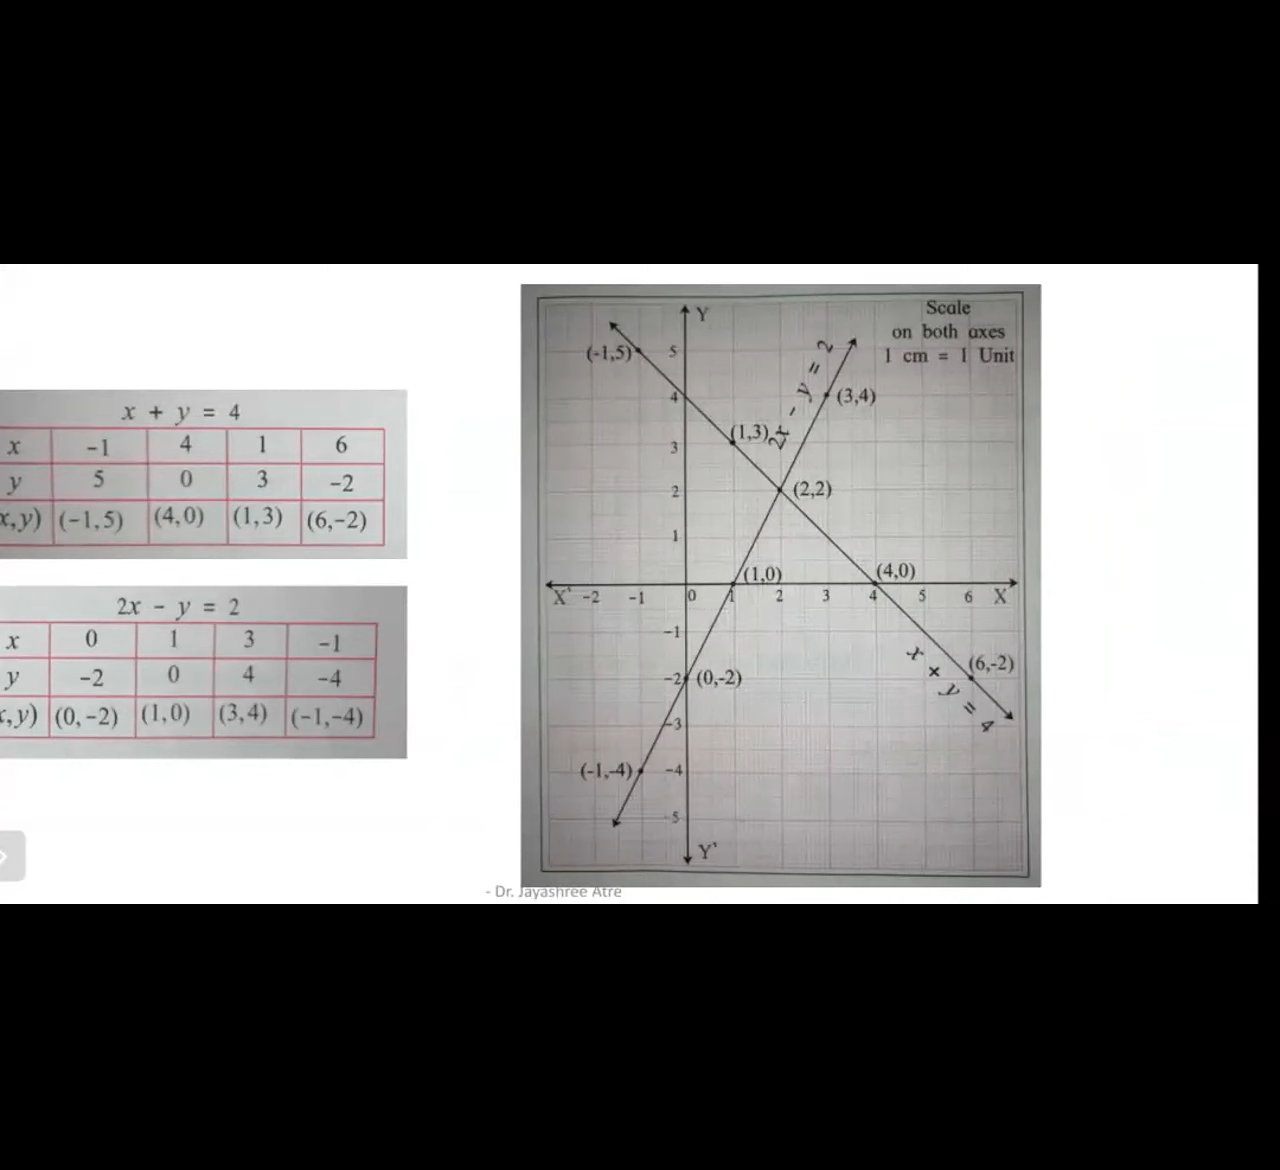 x + y = 4
x -1 4 1 6
y 5 0 3 -2
x,y) (-1,5) (4,0) (1,3) (6,-2)
2x - y = 2
x 0 1 3 -1
y -2 0 4 -4
x,y) (0,-2) (1,0) (3,4) (-1,-4)
Scale
on both axes
1 cm = 1 Unit
Y
(-1,5)
5
2x - y = 2
4
(3,4)
(1,3)
3
2
(2,2)
1
(1,0)
(4,0)
X' -2 -1 0 1 2 3 4 5 6 X
-1
x + y = 4
(6,-2)
-2
(0,-2)
-3
(-1,-4)
-4
-5
Y'
- Dr. Jayashree Atre